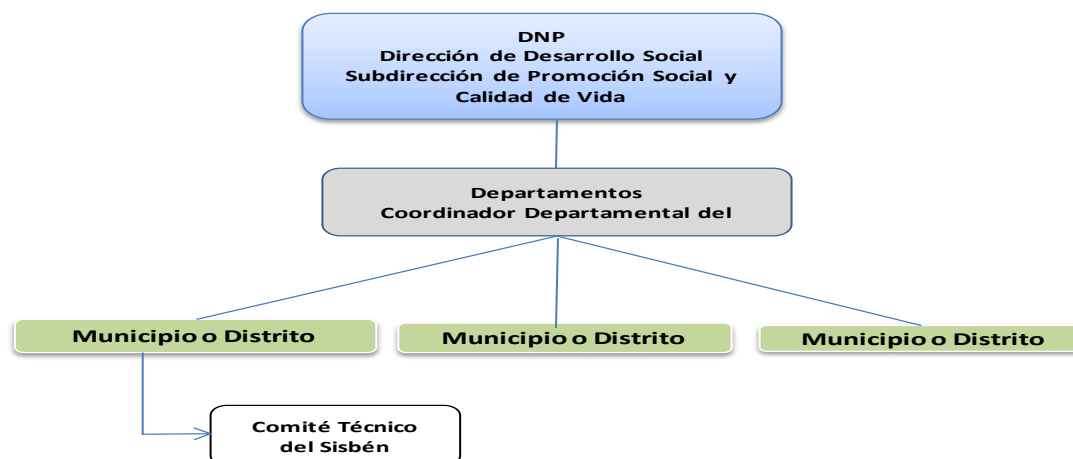 DNP
Dirección de Desarrollo Social
Subdirección de Promoción Social y
Calidad de Vida
Departamentos
Coordinador Departamental del
Municipio o Distrito
Municipio o Distrito
Municipio o Distrito
Comité Técnico
del Sisbén